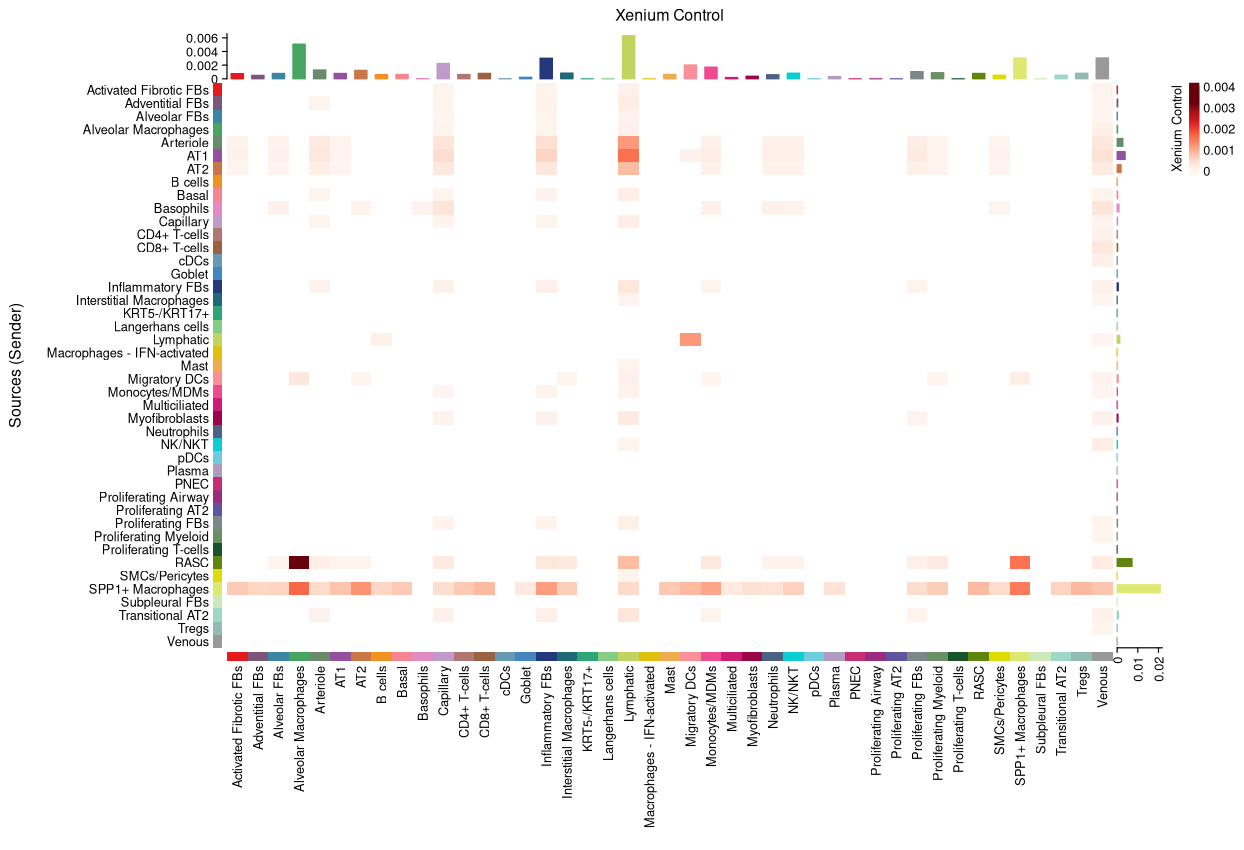 Xenium Control
0.006
0.004
0.002
0
Activated Fibrotic FBs
Adventitial FBs
Alveolar FBs
Alveolar Macrophages
Arteriole
AT1
AT2
B cells
Basal
Basophils
Capillary
CD4+ T-cells
CD8+ T-cells
cDCs
Goblet
Inflammatory FBs
Interstitial Macrophages
KRT5-/KRT17+
Langerhans cells
Lymphatic
Macrophages - IFN-activated
Mast
Migratory DCs
Monocytes/MDMs
Multiciliated
Myofibroblasts
Neutrophils
NK/NKT
pDCs
Plasma
PNEC
Proliferating Airway
Proliferating AT2
Proliferating FBs
Proliferating Myeloid
Proliferating T-cells
RASC
SMCs/Pericytes
SPP1+ Macrophages
Subpleural FBs
Transitional AT2
Tregs
Venous
Sources (Sender)
Activated Fibrotic FBs
Adventitial FBs
Alveolar FBs
Alveolar Macrophages
Arteriole
AT1
AT2
B cells
Basal
Basophils
Capillary
CD4+ T-cells
CD8+ T-cells
cDCs
Goblet
Inflammatory FBs
Interstitial Macrophages
KRT5-/KRT17+
Langerhans cells
Lymphatic
Macrophages - IFN-activated
Mast
Migratory DCs
Monocytes/MDMs
Multiciliated
Myofibroblasts
Neutrophils
NK/NKT
pDCs
Plasma
PNEC
Proliferating Airway
Proliferating AT2
Proliferating FBs
Proliferating Myeloid
Proliferating T-cells
RASC
SMCs/Pericytes
SPP1+ Macrophages
Subpleural FBs
Transitional AT2
Tregs
Venous
0
0.01
0.02
Xenium Control
0.004
0.003
0.002
0.001
0